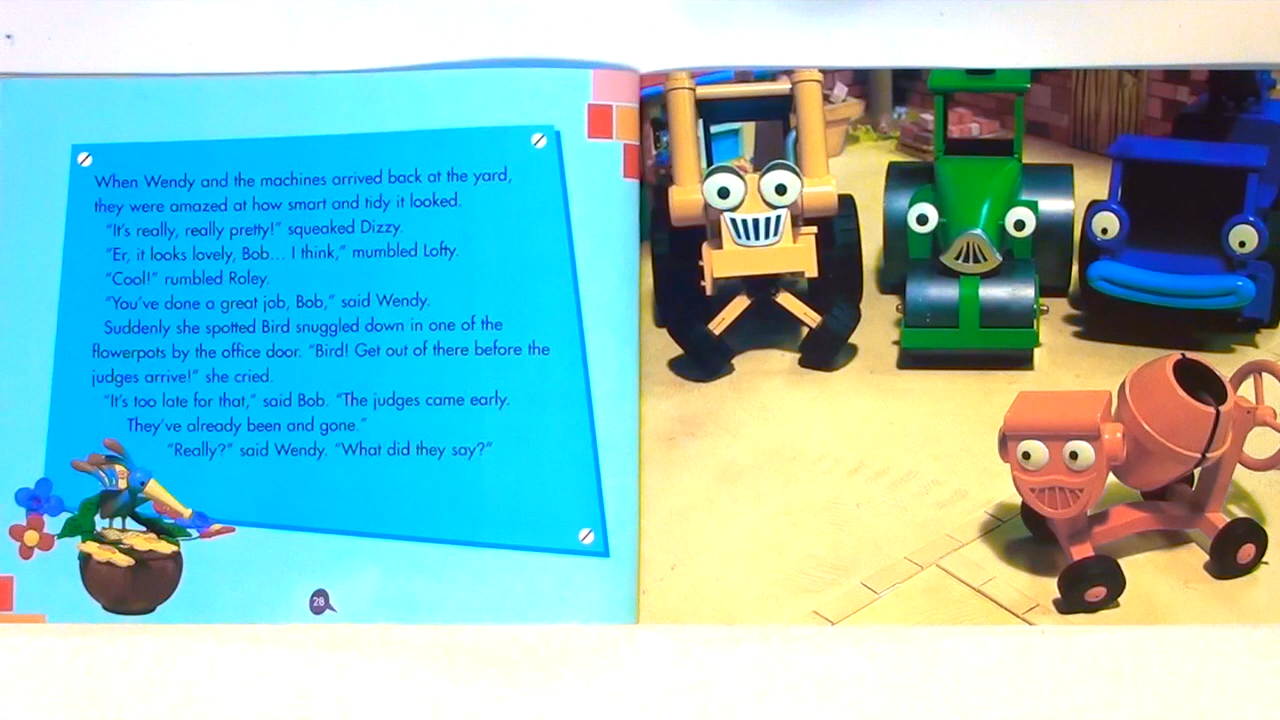 When Wendy and the machines arrived back at the yard,
they were amazed at how smart and tidy it looked.
“It’s really, really pretty!” squeaked Dizzy.
“Er, it looks lovely, Bob... I think,” mumbled Lofty.
“Cool!” rumbled Roley.
“You’ve done a great job, Bob,” said Wendy.
Suddenly she spotted Bird snuggled down in one of the
flowerpots by the office door. “Bird! Get out of there before the
judges arrive!” she cried.
“It’s too late for that,” said Bob. “The judges came early.
They’ve already been and gone.”
“Really?” said Wendy. “What did they say?”
28